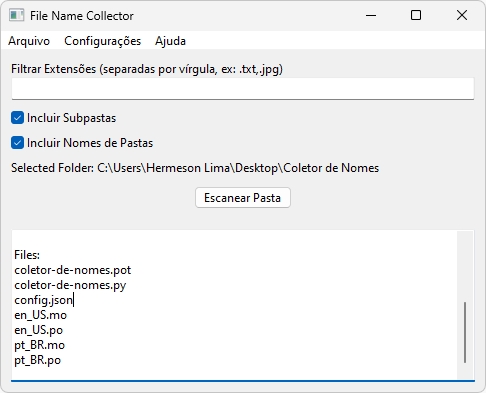 File Name Collector
Arquivo Configurações Ajuda
Filtrar Extensões (separadas por vírgula, ex: .txt,.jpg)
Incluir Subpastas
Incluir Nomes de Pastas
Selected Folder: C:\Users\Hermeson Lima\Desktop\Coletor de Nomes
Escanear Pasta
Files:
coletor-de-nomes.pot
coletor-de-nomes.py
config.json
en_US.mo
en_US.po
pt_BR.mo
pt_BR.po